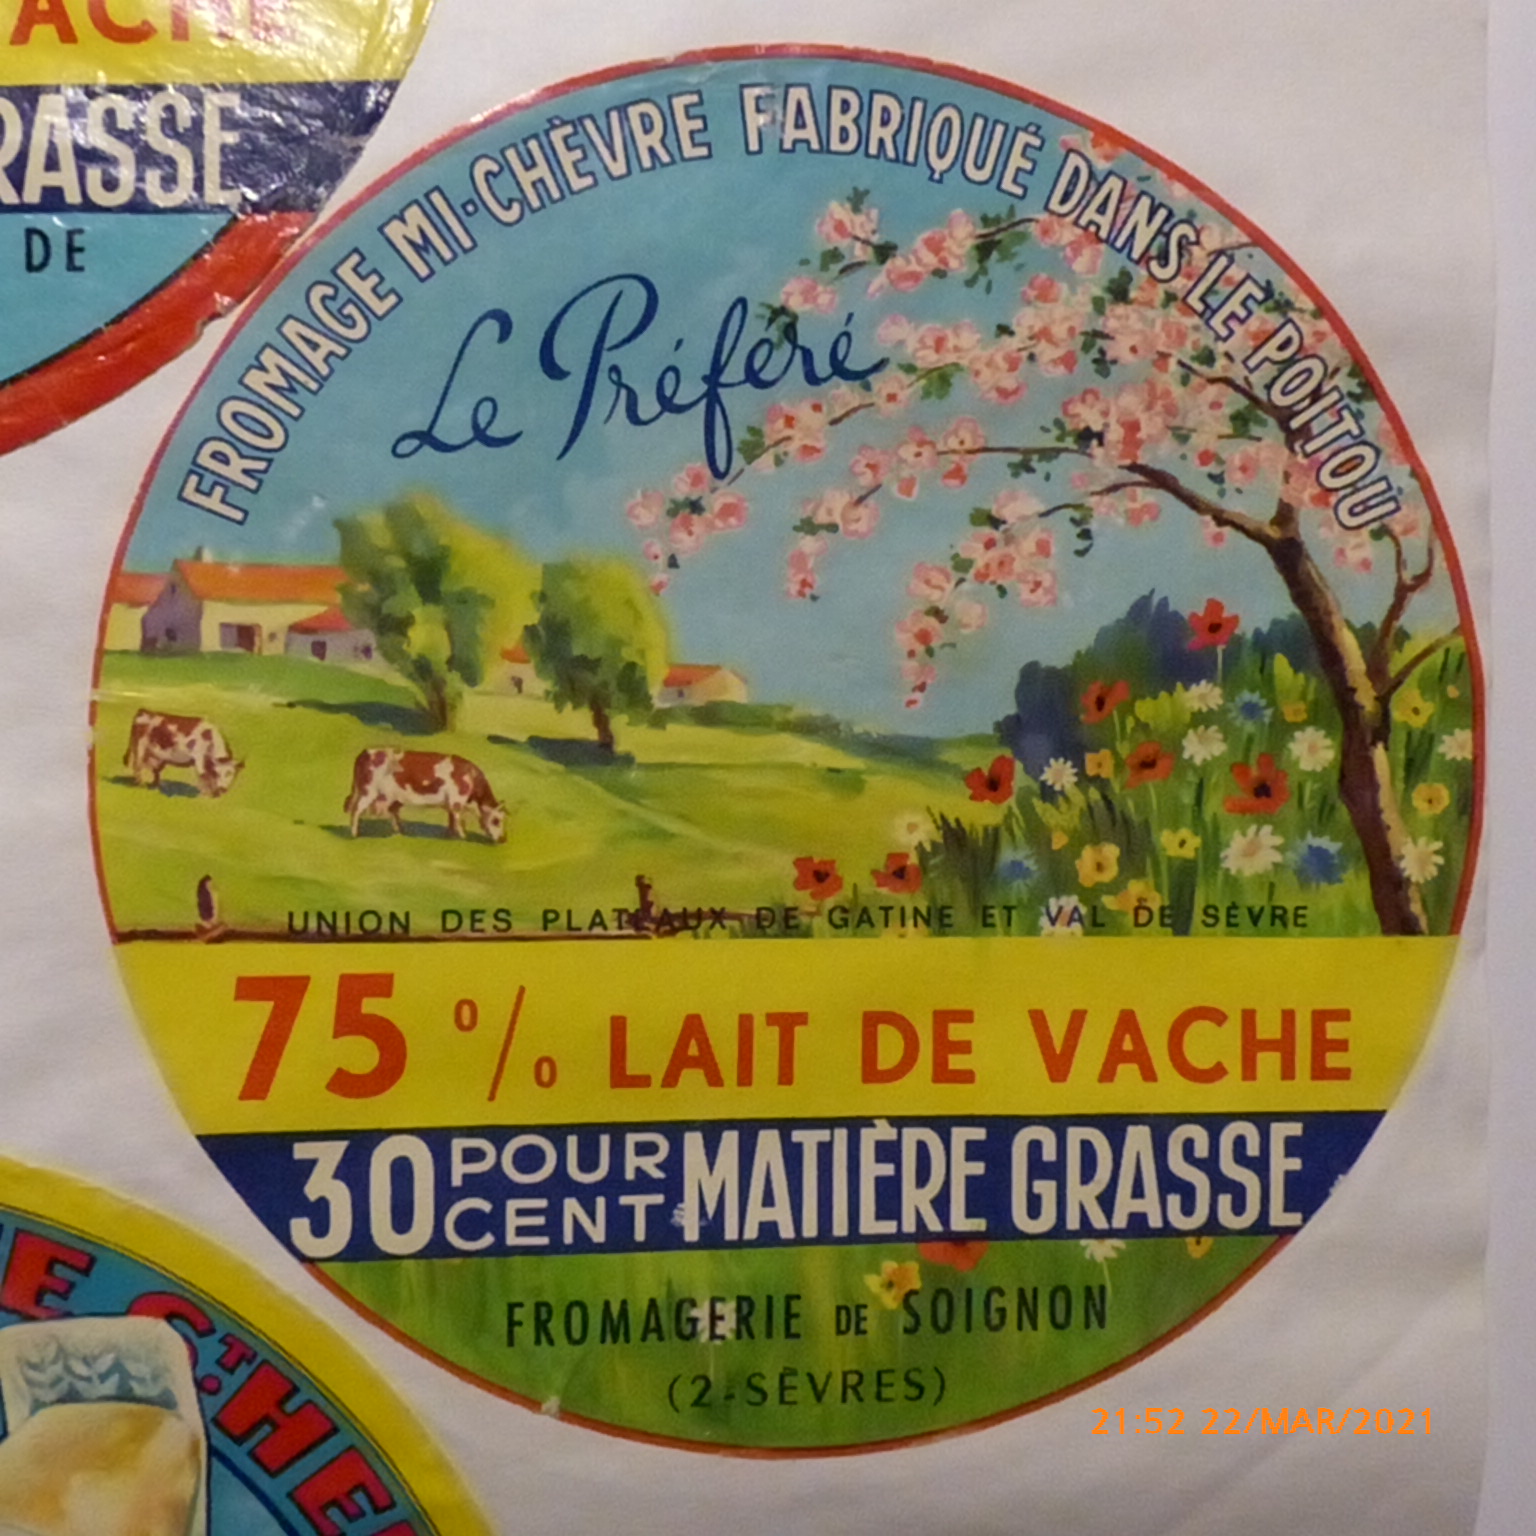 RASSE
DE
FROMAGE MI-CHÈVRE FABRIQUÉ DANS LE POITOU
Le Préféré
UNION DES PLATEAUX DE GATINE ET VAL DE SÈVRE
75 % LAIT DE VACHE
30 POUR CENT MATIÈRE GRASSE
FROMAGERIE DE SOIGNON
(2-SÈVRES)
21:52 22/MAR/2021